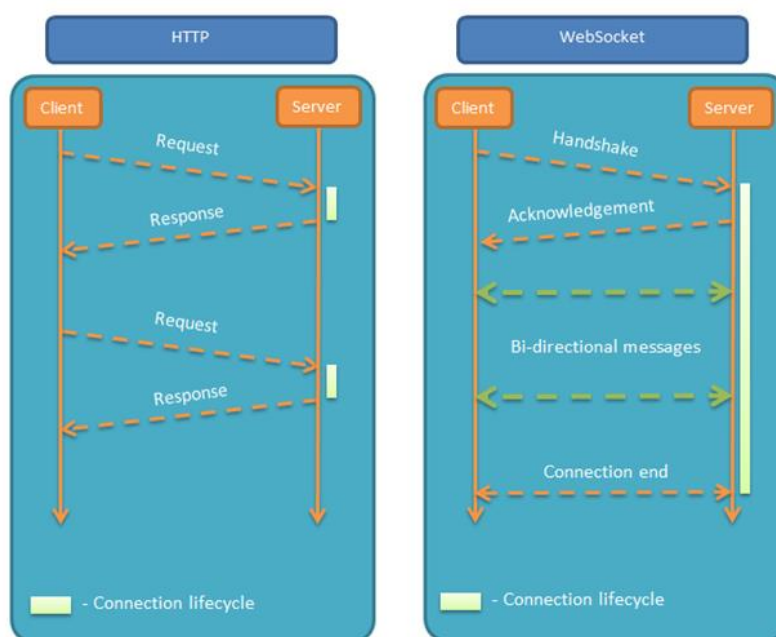 HTTP
Client
Server
Request
Response
Request
Response
- Connection lifecycle
WebSocket
Client
Server
Handshake
Acknowledgement
Bi-directional messages
Connection end
- Connection lifecycle